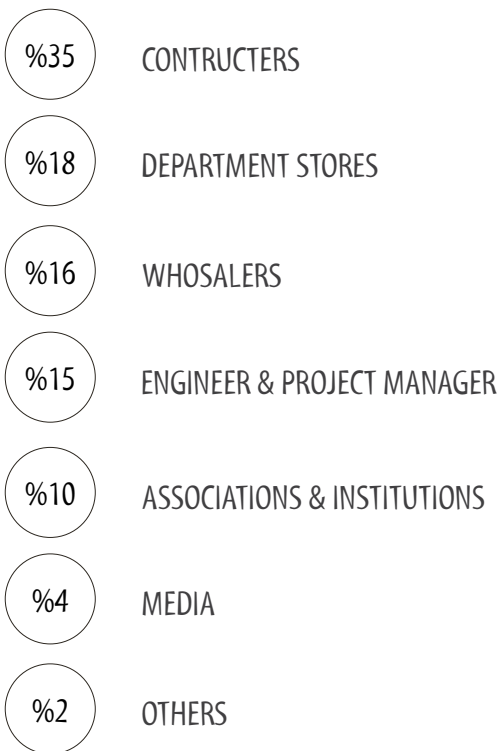 %35 CONTRUCTERS
%18 DEPARTMENT STORES
%16 WHOSALERS
%15 ENGINEER & PROJECT MANAGER
%10 ASSOCIATIONS & INSTITUTIONS
%4 MEDIA
%2 OTHERS